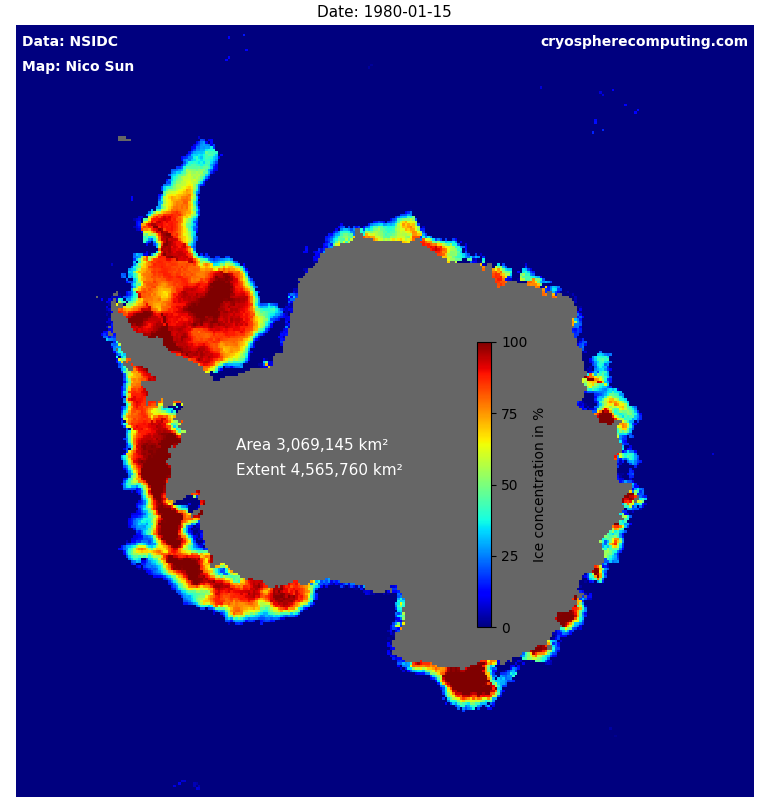 Date: 1980-01-15
Data: NSIDC
cryospherecomputing.com
Map: Nico Sun
100
75
50
25
0
Ice concentration in %
Area 3,069,145 km²
Extent 4,565,760 km²